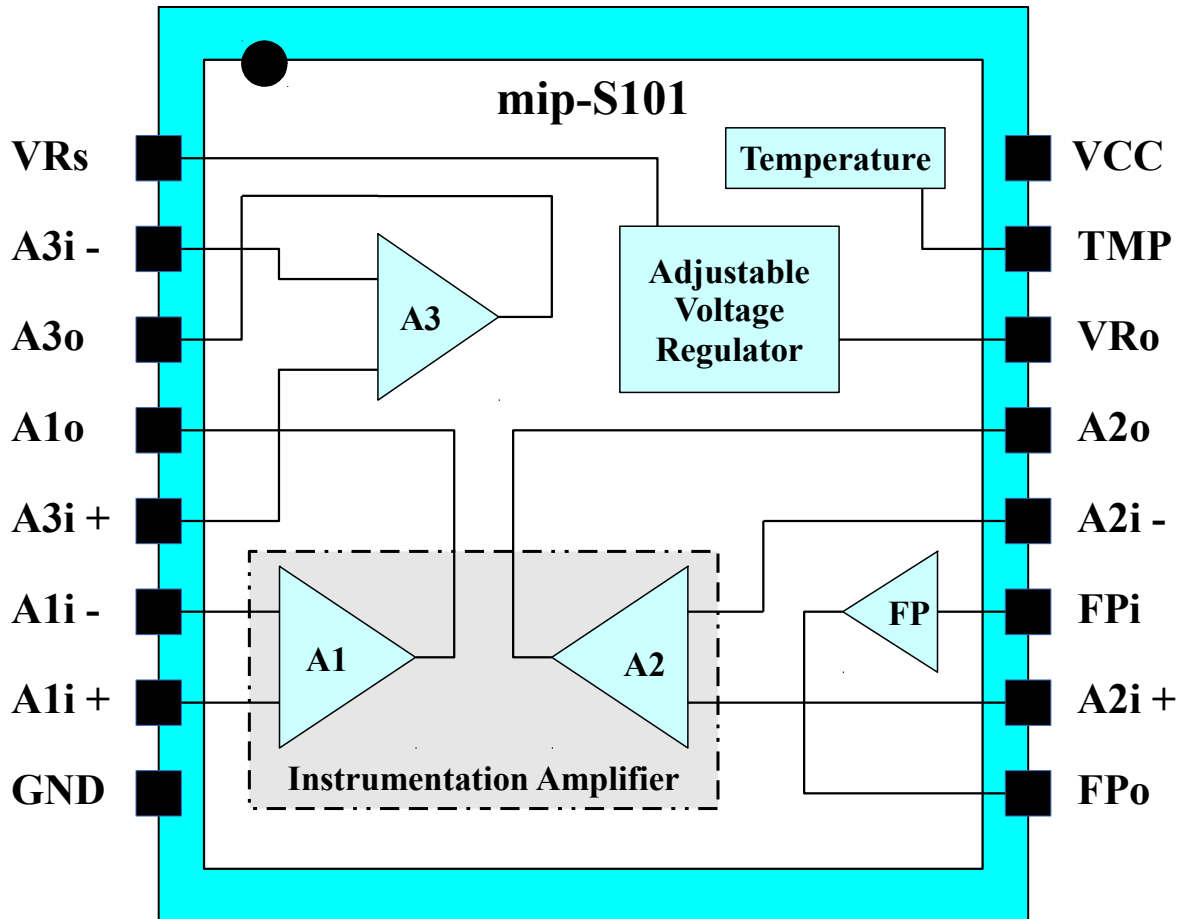 mip-S101
VRs
A3i -
A3o
A1o
A3i +
A1i -
A1i +
GND
VCC
TMP
VRo
A2o
A2i -
FPi
A2i +
FPo
Temperature
Adjustable
Voltage
Regulator
A3
A1
A2
FP
Instrumentation Amplifier